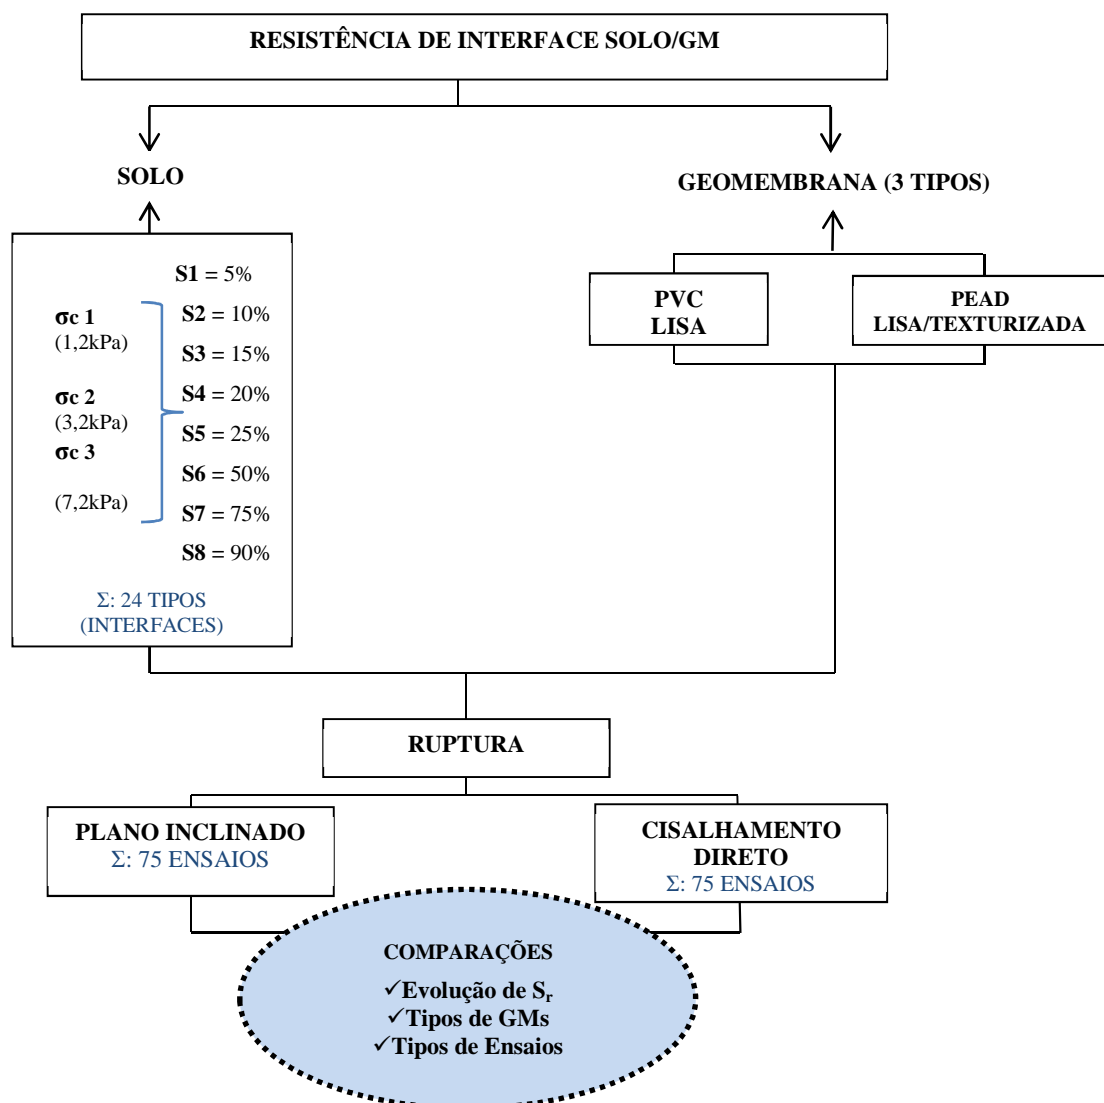 RESISTÊNCIA DE INTERFACE SOLO/GM
SOLO
GEOMEMBRANA (3 TIPOS)
S1 = 5%
σc 1
(1,2kPa)
S2 = 10%
S3 = 15%
σc 2
(3,2kPa)
S4 = 20%
σc 3
S5 = 25%
(7,2kPa)
S6 = 50%
S7 = 75%
S8 = 90%
Σ: 24 TIPOS
(INTERFACES)
PVC
LISA
PEAD
LISA/TEXTURIZADA
RUPTURA
PLANO INCLINADO
Σ: 75 ENSAIOS
CISALHAMENTO
DIRETO
Σ: 75 ENSAIOS
COMPARAÇÕES
✓Evolução de Sr
✓Tipos de GMs
✓Tipos de Ensaios